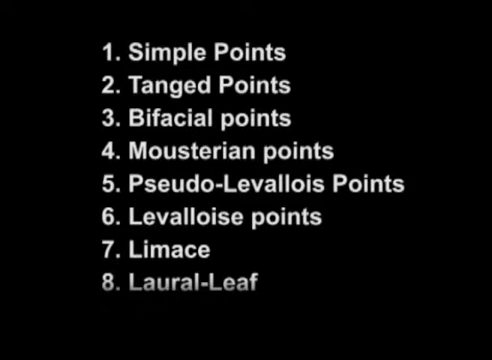 1. Simple Points
2. Tanged Points
3. Bifacial points
4. Mousterian points
5. Pseudo-Levallois Points
6. Levalloise points
7. Limace
8. Laural-Leaf